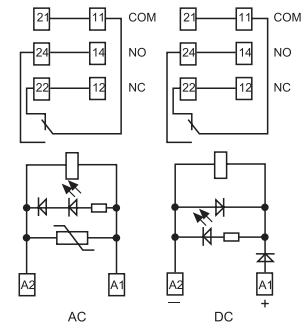 21 11 COM 21 11 COM
24 14 NO 24 14 NO
22 12 NC 22 12 NC
A2 A1 A2 A1
— +
AC DC